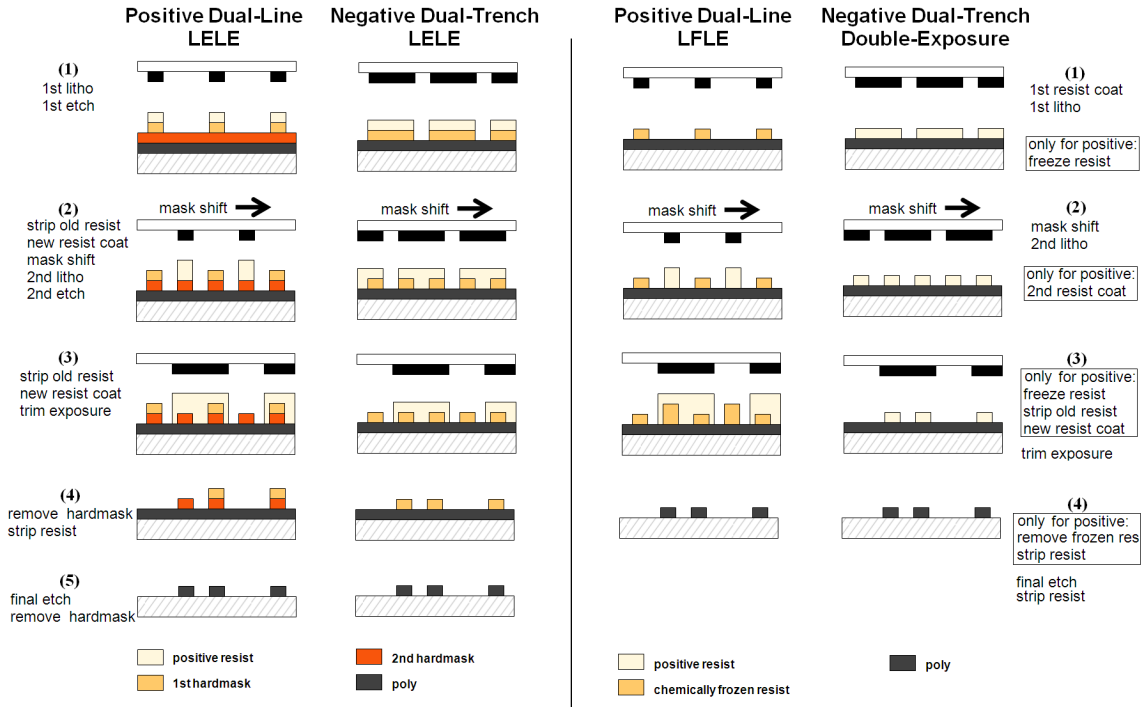 Positive Dual-Line
LELE
Negative Dual-Trench
LELE
(1)
1st litho
1st etch
(2)
strip old resist
new resist coat
mask shift
2nd litho
2nd etch
mask shift
mask shift
(3)
strip old resist
new resist coat
trim exposure
(4)
remove hardmask
strip resist
(5)
final etch
remove hardmask
positive resist
1st hardmask
2nd hardmask
poly
Positive Dual-Line
LFLE
Negative Dual-Trench
Double-Exposure
(1)
1st resist coat
1st litho
only for positive:
freeze resist
mask shift
mask shift
(2)
mask shift
2nd litho
only for positive:
2nd resist coat
(3)
only for positive:
freeze resist
strip old resist
new resist coat
trim exposure
(4)
only for positive:
remove frozen res
strip resist
final etch
strip resist
positive resist
chemically frozen resist
poly